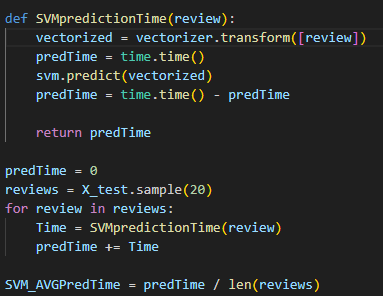 def SVMpredictionTime(review):
    vectorized = vectorizer.transform([review])
    predTime = time.time()
    svm.predict(vectorized)
    predTime = time.time() - predTime
    return predTime
predTime = 0
reviews = X_test.sample(20)
for review in reviews:
    Time = SVMpredictionTime(review)
    predTime += Time
SVM_AVGPredTime = predTime / len(reviews)